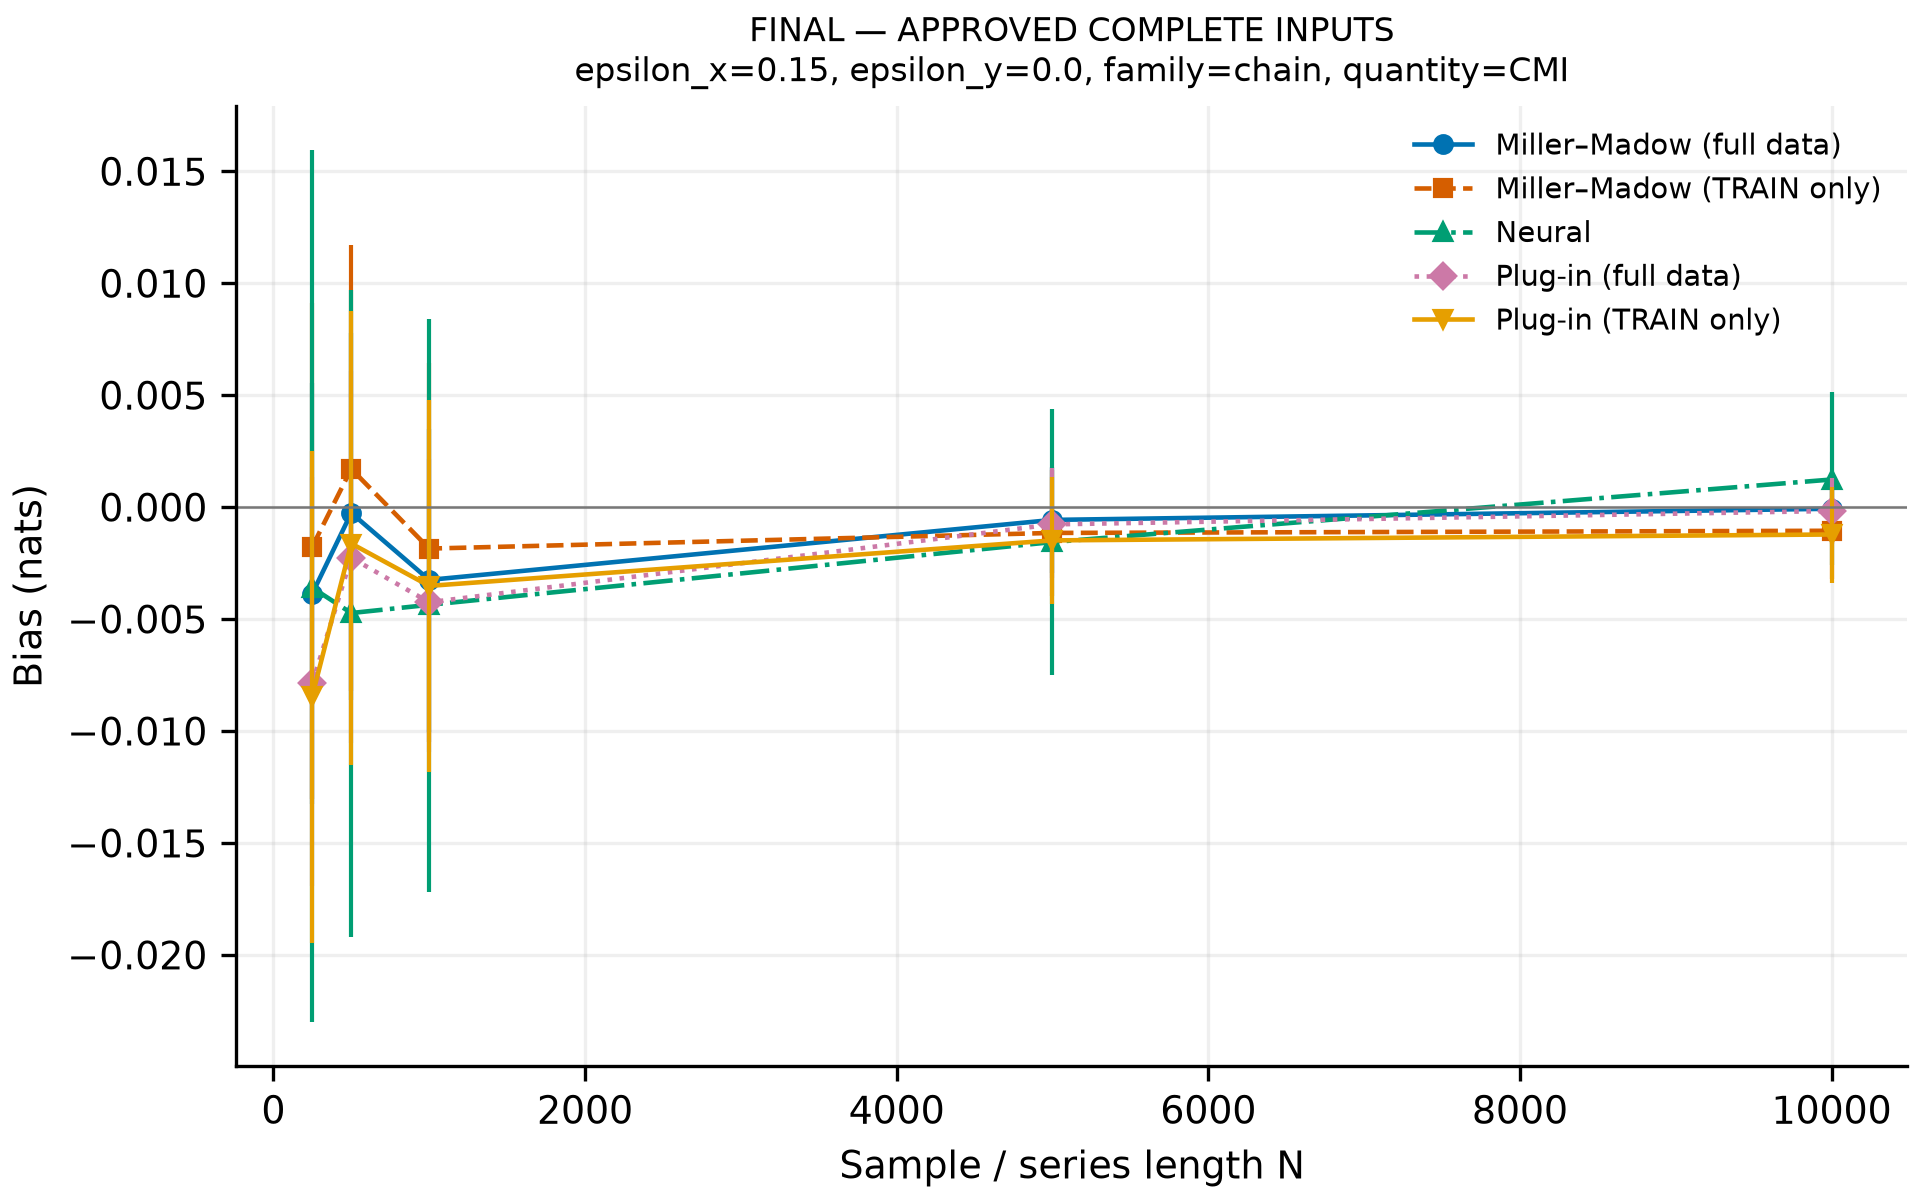 FINAL — APPROVED COMPLETE INPUTS
epsilon_x=0.15, epsilon_y=0.0, family=chain, quantity=CMI
Miller–Madow (full data)
Miller–Madow (TRAIN only)
Neural
Plug-in (full data)
Plug-in (TRAIN only)
Bias (nats)
0.015
0.010
0.005
0.000
−0.005
−0.010
−0.015
−0.020
0 2000 4000 6000 8000 10000
Sample / series length N